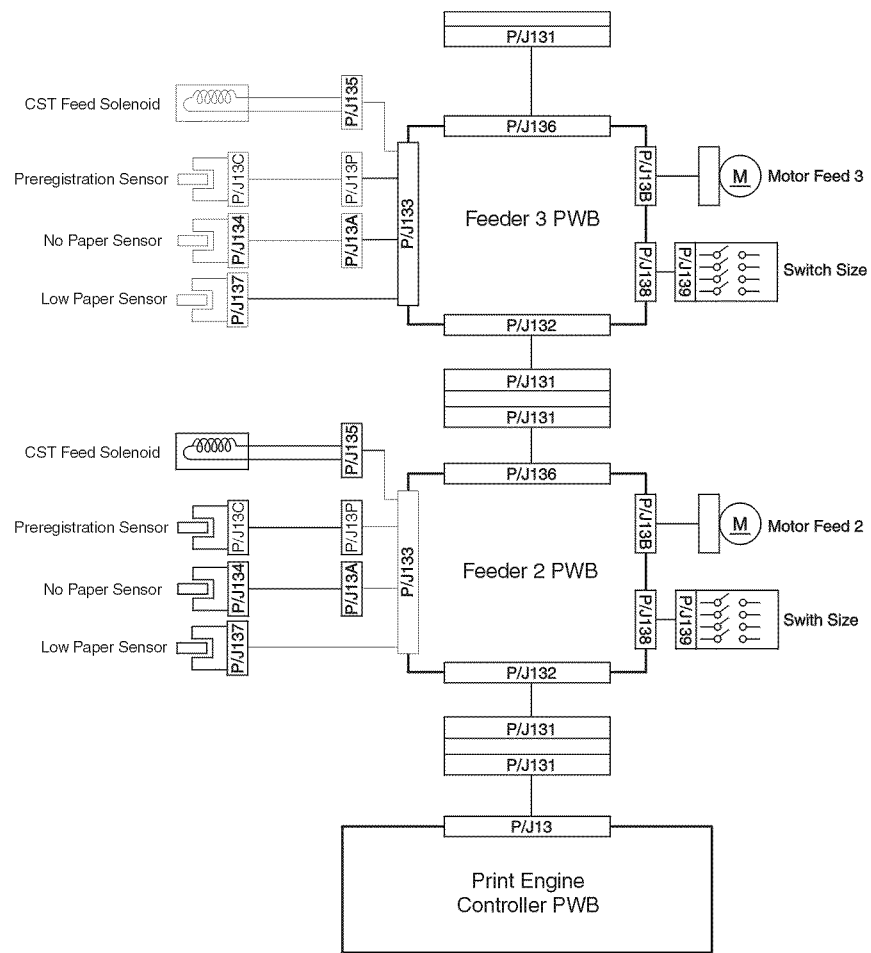 P/J131
CST Feed Solenoid
P/J135
P/J136
Preregistration Sensor
P/J13C
P/J13P
P/J133
Feeder 3 PWB
P/J13B
M
Motor Feed 3
No Paper Sensor
P/J134
P/J13A
Low Paper Sensor
P/J137
P/J138
P/J139
Switch Size
P/J132
P/J131
P/J131
CST Feed Solenoid
P/J135
P/J136
Preregistration Sensor
P/J13C
P/J13P
P/J133
Feeder 2 PWB
P/J13B
M
Motor Feed 2
No Paper Sensor
P/J134
P/J13A
Low Paper Sensor
P/J137
P/J138
P/J139
Swith Size
P/J132
P/J131
P/J131
P/J13
Print Engine
Controller PWB